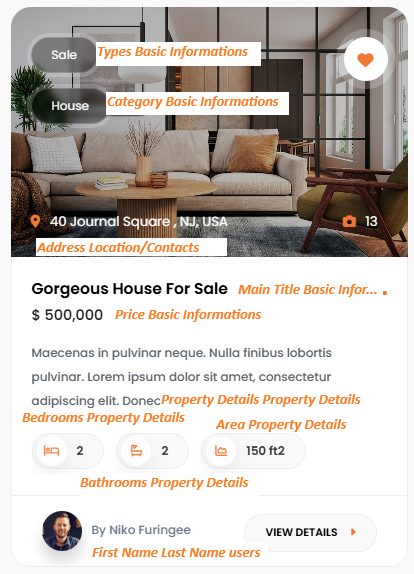 Sale Types Basic Informations
House Category Basic Informations
40 Journal Square , NJ, USA 13
Address Location/Contacts
Gorgeous House For Sale Main Title Basic Infor...
$ 500,000 Price Basic Informations
Maecenas in pulvinar neque. Nulla finibus lobortis
pulvinar. Lorem ipsum dolor sit amet, consectetur
adipiscing elit. Donec Property Details Property Details
Bedrooms Property Details
Area Property Details
2 2 150 ft2
Bathrooms Property Details
By Niko Furingee VIEW DETAILS
First Name Last Name users